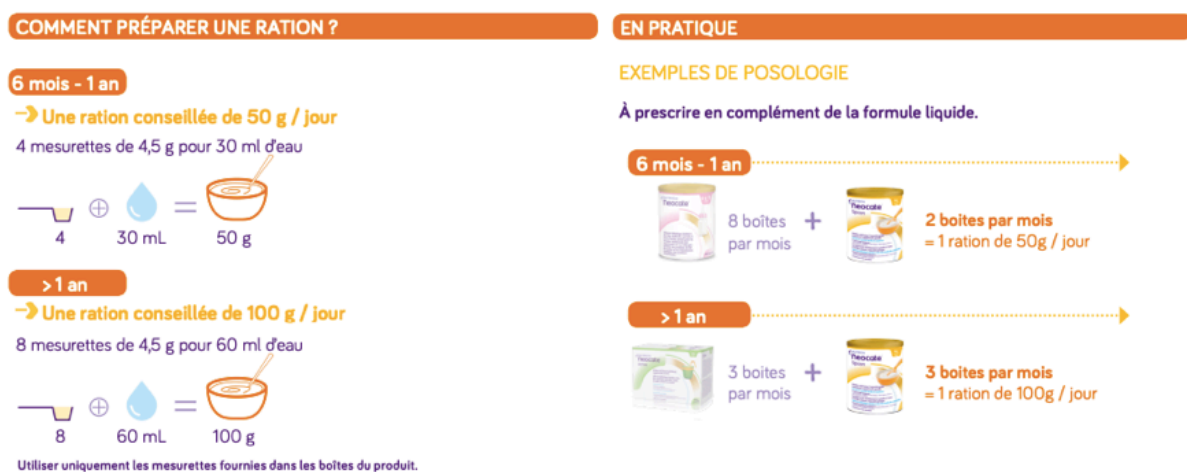 COMMENT PRÉPARER UNE RATION ?
6 mois - 1 an
Une ration conseillée de 50 g / jour
4 mesurettes de 4,5 g pour 30 ml d'eau
4
30 mL
50 g
> 1 an
Une ration conseillée de 100 g / jour
8 mesurettes de 4,5 g pour 60 ml d'eau
8
60 mL
100 g
Utiliser uniquement les mesurettes fournies dans les boîtes du produit.
EN PRATIQUE
EXEMPLES DE POSOLOGIE
À prescrire en complément de la formule liquide.
6 mois - 1 an
neocate
8 boîtes
par mois
+
neocate
2 boites par mois
= 1 ration de 50g / jour
> 1 an
neocate
3 boites
par mois
+
neocate
3 boites par mois
= 1 ration de 100g / jour